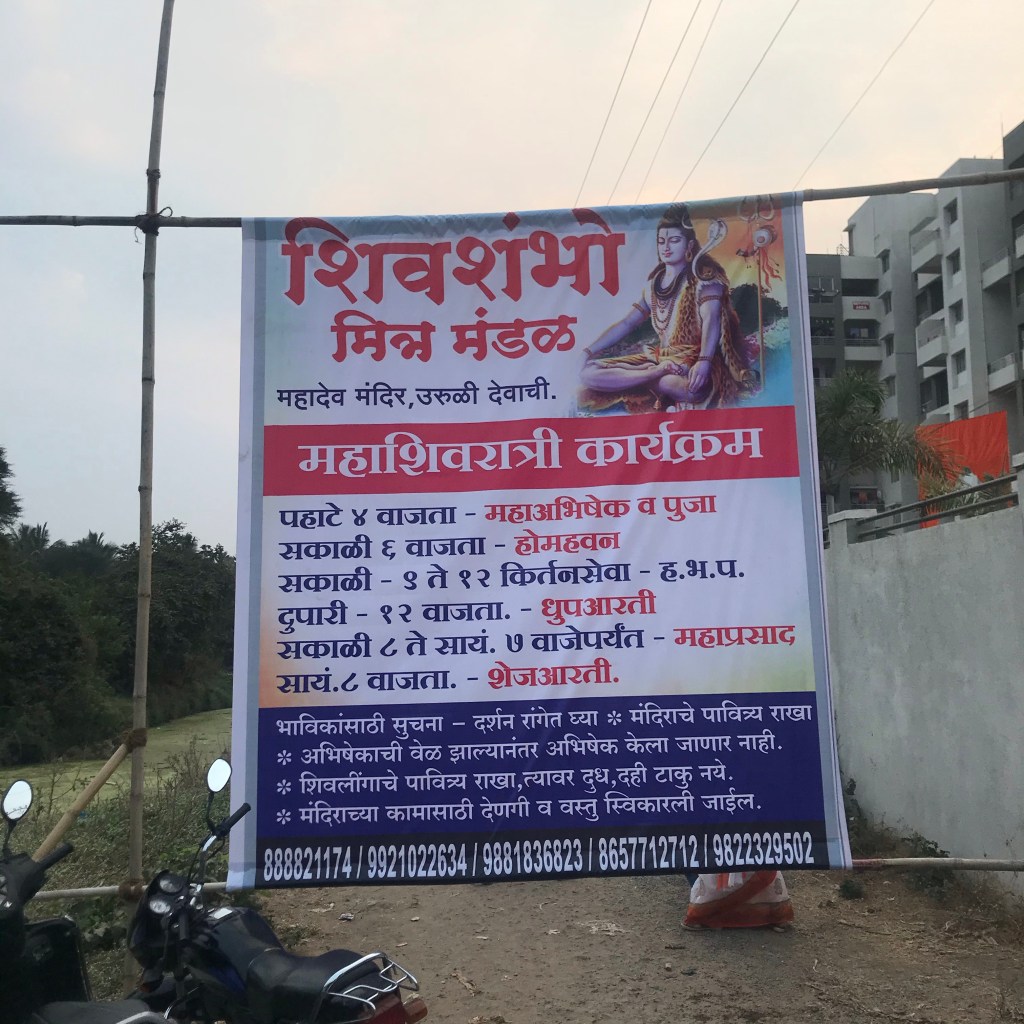 शिवशंभो
मित्र मंडळ
महादेव मंदिर,उरुळी देवाची.
महाशिवरात्री कार्यक्रम
पहाटे ४ वाजता - महाअभिषेक व पुजा
सकाळी ६ वाजता - होमहवन
सकाळी - ९ ते १२ किर्तनसेवा - ह.भ.प.
दुपारी - १२ वाजता. - धुपआरती
सकाळी ८ ते सायं. ७ वाजेपर्यंत - महाप्रसाद
सायं.८ वाजता. - शेजआरती.
भाविकांसाठी सुचना – दर्शन रांगेत घ्या * मंदिराचे पावित्र्य राखा
* अभिषेकाची वेळ झाल्यानंतर अभिषेक केला जाणार नाही.
* शिवलींगाचे पावित्र्य राखा,त्यावर दुध,दही टाकु नये.
* मंदिराच्या कामासाठी देणगी व वस्तु स्विकारली जाईल.
888821174 / 9921022634 / 9881836823 / 8657712712 / 9822329502